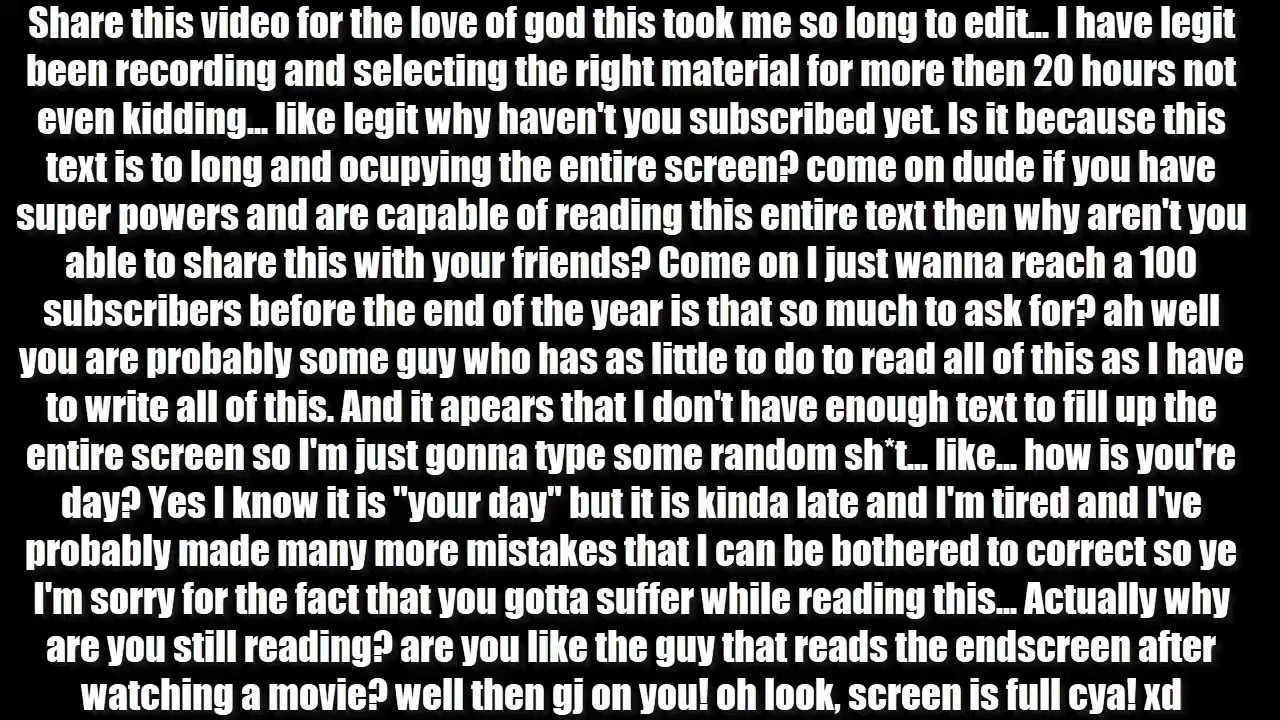 Share this video for the love of god this took me so long to edit... I have legit
been recording and selecting the right material for more then 20 hours not
even kidding... like legit why haven't you subscribed yet. Is it because this
text is to long and ocupying the entire screen? come on dude if you have
super powers and are capable of reading this entire text then why aren't you
able to share this with your friends? Come on I just wanna reach a 100
subscribers before the end of the year is that so much to ask for? ah well
you are probably some guy who has as little to do to read all of this as I have
to write all of this. And it apears that I don't have enough text to fill up the
entire screen so I'm just gonna type some random sh*t... like... how is you're
day? Yes I know it is "your day" but it is kinda late and I'm tired and I've
probably made many more mistakes that I can be bothered to correct so ye
I'm sorry for the fact that you gotta suffer while reading this... Actually why
are you still reading? are you like the guy that reads the endscreen after
watching a movie? well then gj on you! oh look, screen is full cya! xd